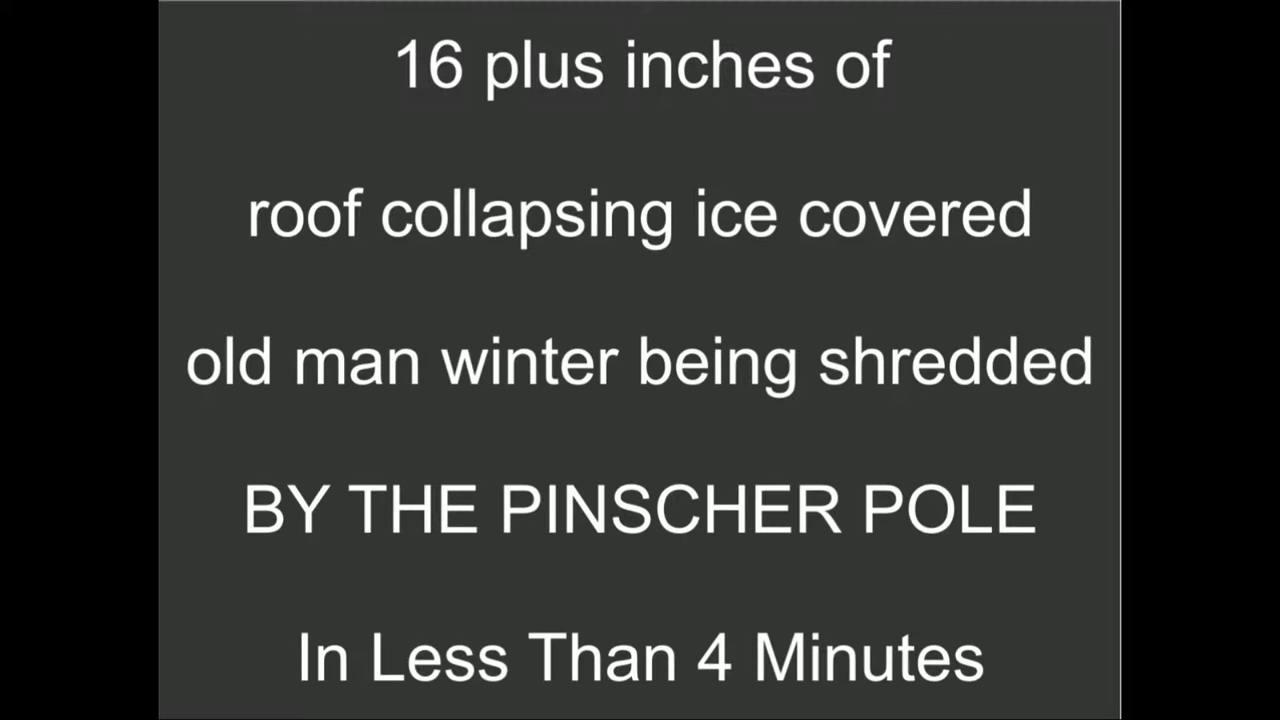 16 plus inches of
roof collapsing ice covered
old man winter being shredded
BY THE PINSCHER POLE
In Less Than 4 Minutes